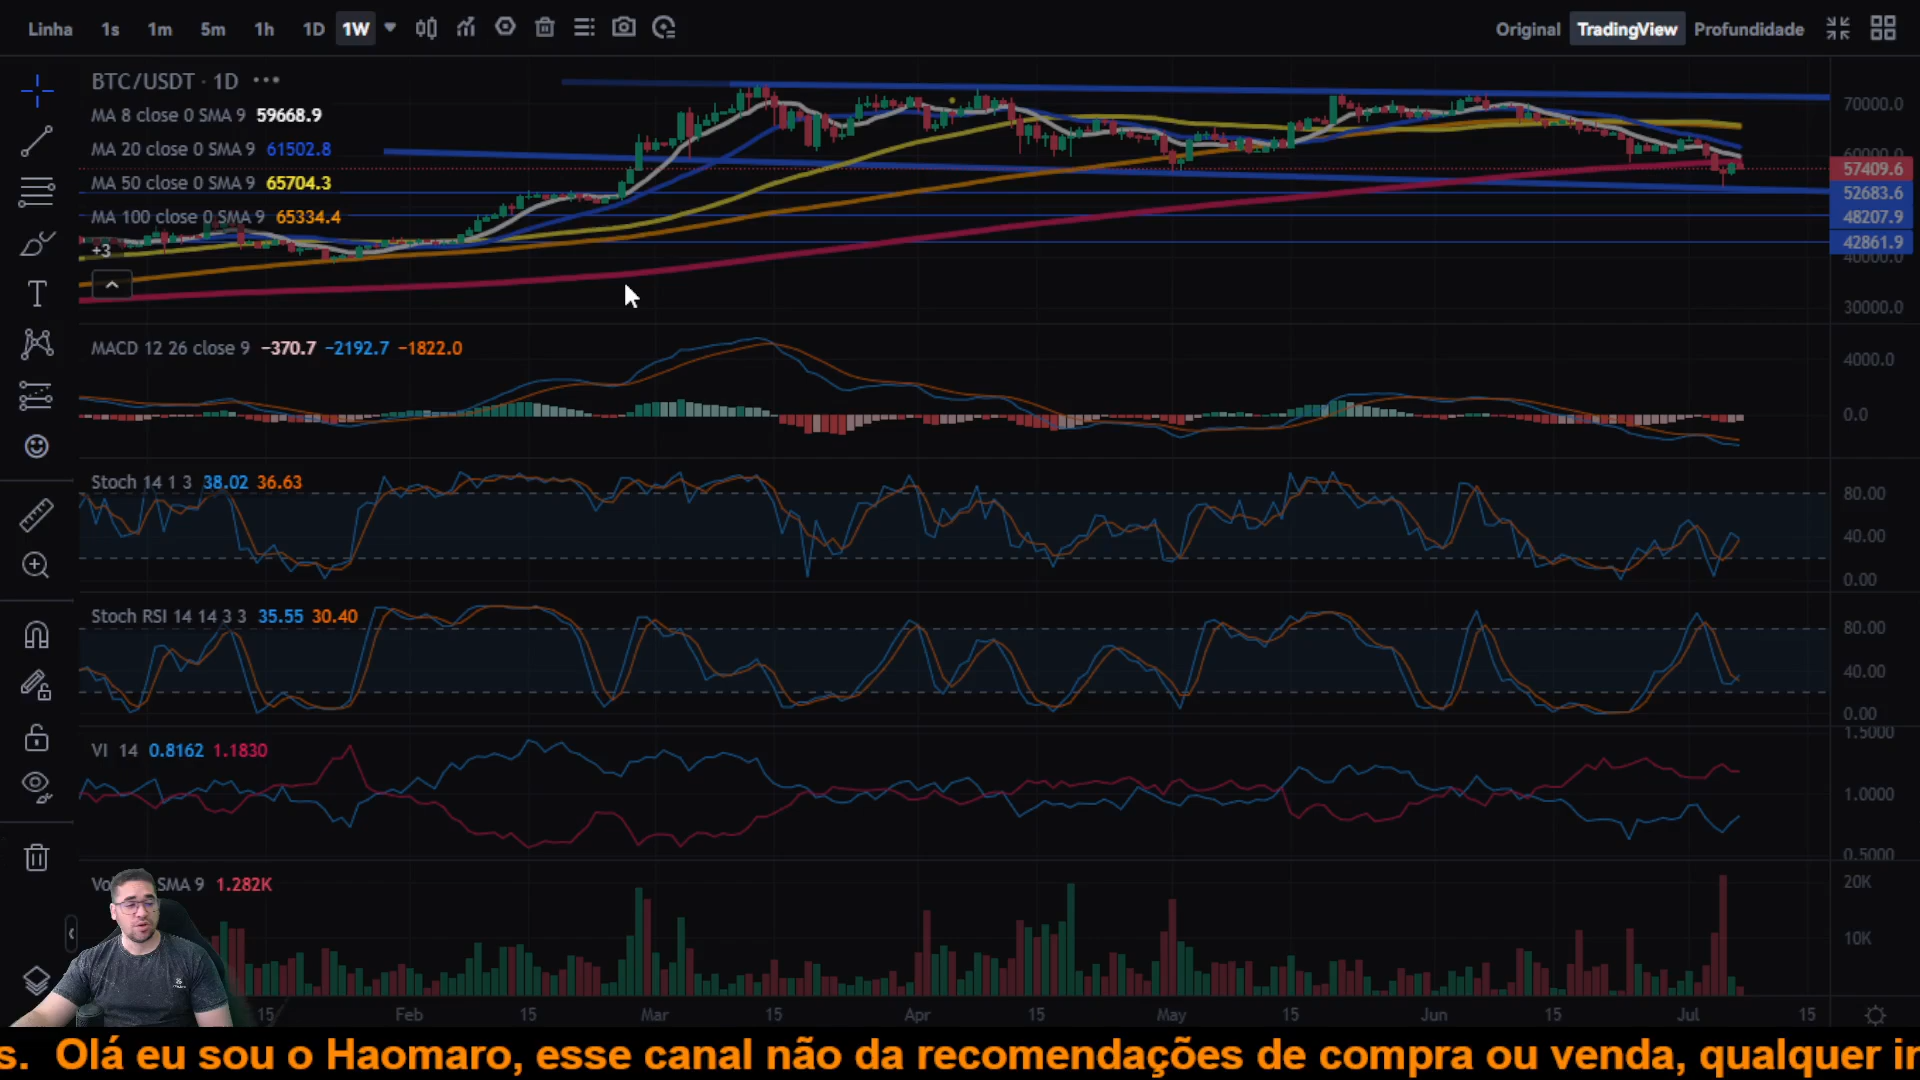 Linha 1s 1m 5m 1h 1D 1W Original TradingView Profundidade
BTC/USDT · 1D
MA 8 close 0 SMA 9 59668.9
MA 20 close 0 SMA 9 61502.8
MA 50 close 0 SMA 9 65704.3
MA 100 close 0 SMA 9 65334.4
+3
70000.0
57409.6
52683.6
48207.9
42861.9
40000.0
30000.0
MACD 12 26 close 9 −370.7 −2192.7 −1822.0
4000.0
0.0
Stoch 14 1 3 38.02 36.63
80.00
40.00
0.00
Stoch RSI 14 14 3 3 35.55 30.40
80.00
40.00
0.00
VI 14 0.8162 1.1830
1.5000
1.0000
0.5000
SMA 9 1.282K
20K
10K
15 Feb 15 Mar 15 Apr 15 May 15 Jun 15 Jul 15
s. Olá eu sou o Haomaro, esse canal não da recomendações de compra ou venda, qualquer in